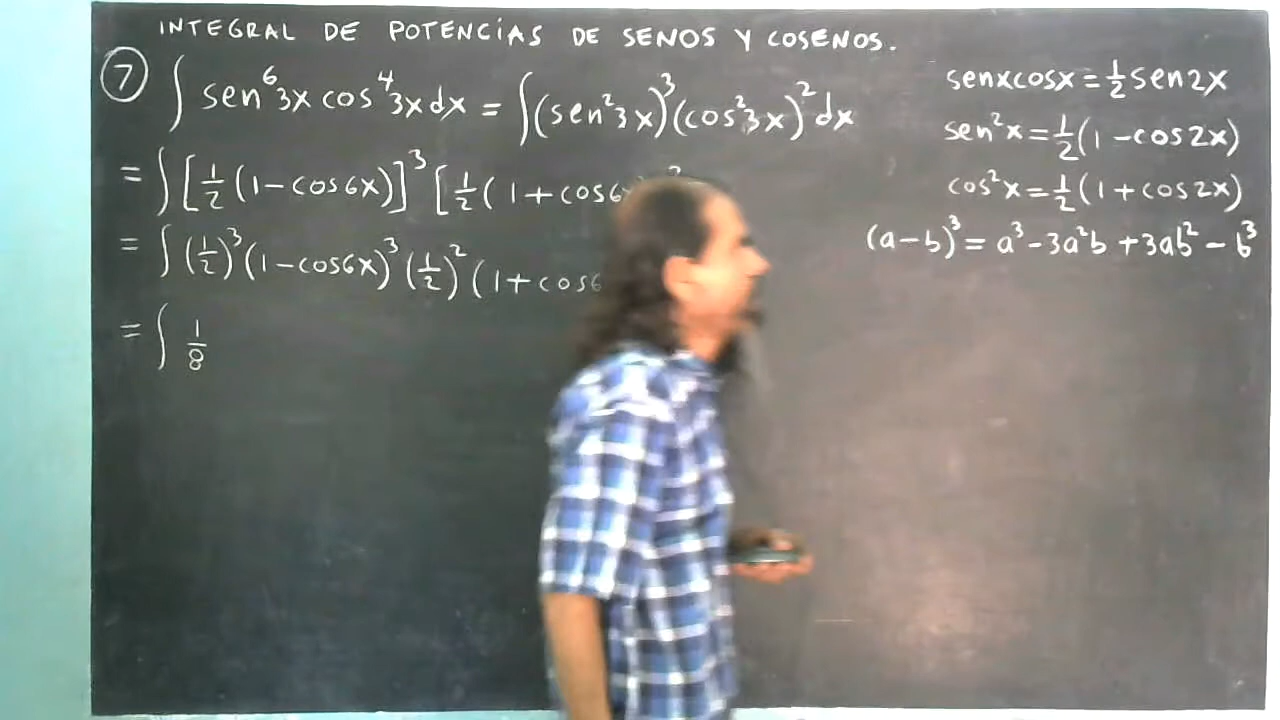 INTEGRAL DE POTENCIAS DE SENOS Y COSENOS.
7 ∫ sen⁶3x cos⁴3x dx = ∫(sen²3x)³(cos²3x)²dx
= ∫[½(1-cos6x)]³[½(1+cos6
= ∫(½)³(1-cos6x)³(½)²(1+cos6
= ∫ 1/8
senxcosx=½sen2x
sen²x=½(1-cos2x)
cos²x=½(1+cos2x)
(a-b)³=a³-3a²b+3ab²-b³